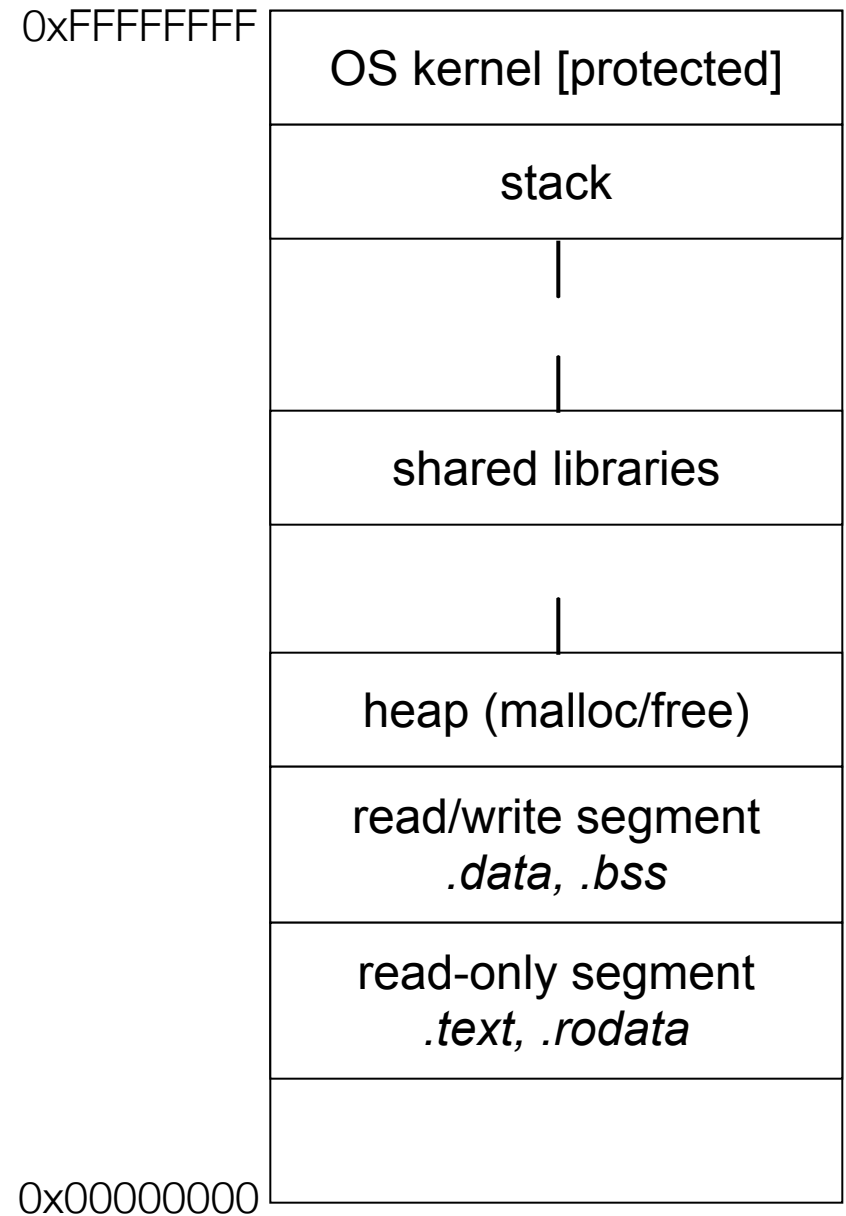 0xFFFFFFFF
OS kernel [protected]
stack
shared libraries
heap (malloc/free)
read/write segment
.data, .bss
read-only segment
.text, .rodata
0x00000000